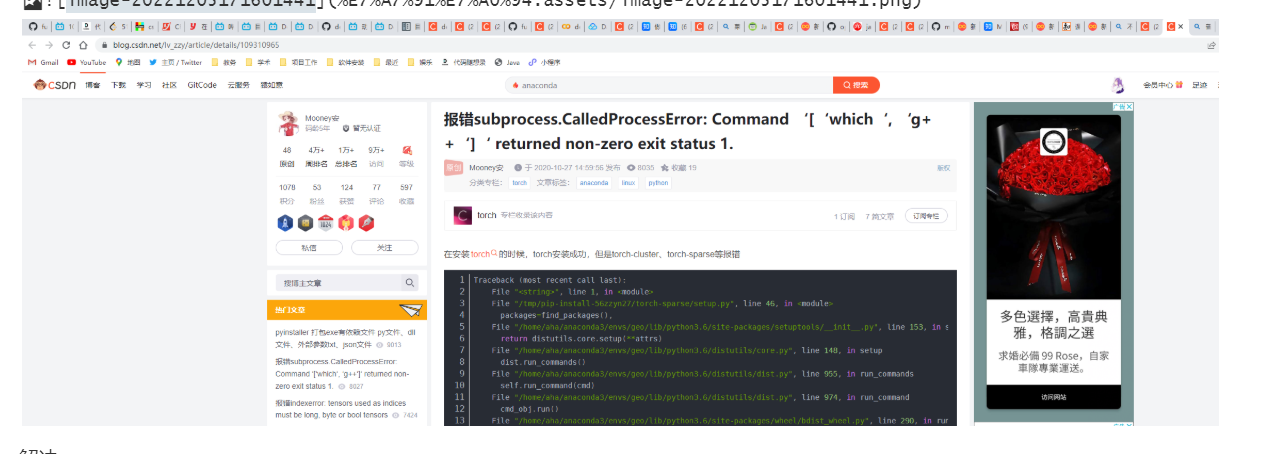 ![image-20221203171601441](%E7%A7%91%E7%A0%94.assets/image-20221203171601441.png)
blog.csdn.net/lv_zzy/article/details/109310965
Gmail YouTube 地图 主页 / Twitter 教务 学术 项目工作 软件安装 最近 娱乐 代码随想录 Java 小程序
CSDN 博客 下载 学习 社区 GitCode 云服务 猿如意 anaconda 搜索 会员中心 足迹
Mooney安
码龄5年 暂无认证
48 4万+ 1万+ 9万+
原创 周排名 总排名 访问 等级
1078 53 124 77 597
积分 粉丝 获赞 评论 收藏
私信 关注
搜博主文章
热门文章
pyinstaller 打包exe有依赖文件 py文件、dll
文件、外部参数txt、json文件 8013
报错subprocess.CalledProcessError:
Command '['which', 'g++']' returned non-
zero exit status 1. 8027
报错indexerror: tensors used as indices
must be long, byte or bool tensors 7424
报错subprocess.CalledProcessError: Command ‘[‘which‘, ‘g+
+‘]‘ returned non-zero exit status 1.
原创 Mooney安 于 2020-10-27 14:59:56 发布 8035 收藏 19 版权
分类专栏： torch 文章标签： anaconda linux python
torch 专栏收录该内容 1 订阅 7 篇文章 订阅专栏
在安装torch的时候，torch安装成功，但是torch-cluster、torch-sparse等报错
1 Traceback (most recent call last):
2 File "<string>", line 1, in <module>
3 File "/tmp/pip-install-56zzyn27/torch-sparse/setup.py", line 46, in <module>
4 packages=find_packages(),
5 File "/home/aha/anaconda3/envs/geo/lib/python3.6/site-packages/setuptools/__init__.py", line 153, in s
6 return distutils.core.setup(**attrs)
7 File "/home/aha/anaconda3/envs/geo/lib/python3.6/distutils/core.py", line 148, in setup
8 dist.run_commands()
9 File "/home/aha/anaconda3/envs/geo/lib/python3.6/distutils/dist.py", line 955, in run_commands
10 self.run_command(cmd)
11 File "/home/aha/anaconda3/envs/geo/lib/python3.6/distutils/dist.py", line 974, in run_command
12 cmd_obj.run()
13 File "/home/aha/anaconda3/envs/geo/lib/python3.6/site-packages/wheel/bdist_wheel.py", line 290, in run
广告
多色選擇，高貴典
雅，格調之選
求婚必備 99 Rose，自家
車隊專業運送。
访问网站